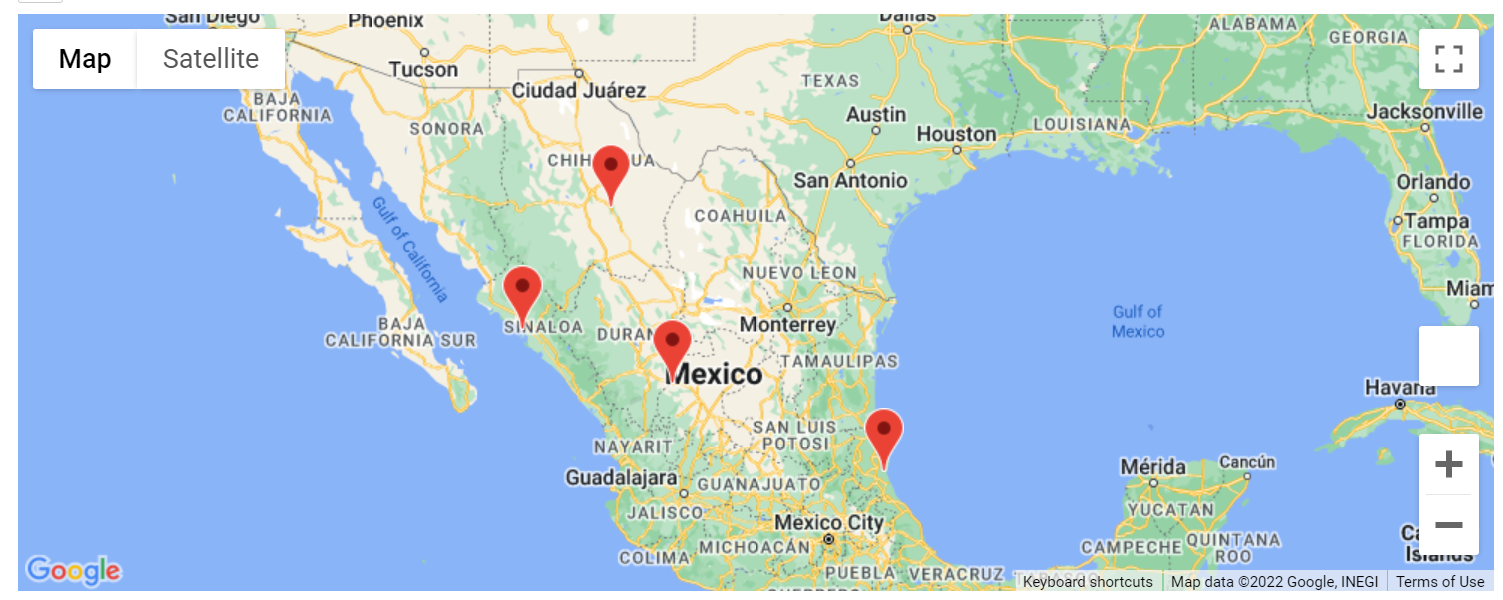 San Diego
Phoenix
Dallas
ALABAMA
GEORGIA
Map
Satellite
Tucson
Ciudad Juárez
TEXAS
BAJA
CALIFORNIA
SONORA
Austin
Houston
LOUISIANA
Jacksonville
San Antonio
Orlando
Gulf of California
COAHUILA
Tampa
FLORIDA
NUEVO LEON
Miam
SINALOA
Gulf of
Mexico
BAJA
CALIFORNIA SUR
Monterrey
Mexico
TAMAULIPAS
Havana
NAYARIT
SAN LUIS
POTOSI
Guadalajara
GUANAJUATO
Mérida
Cancún
JALISCO
Mexico City
YUCATAN
COLIMA
MICHOACÁN
CAMPECHE
QUINTANA
ROO
Islands
Google
PUEBLA
VERACRUZ
Keyboard shortcuts
Map data ©2022 Google, INEGI
Terms of Use